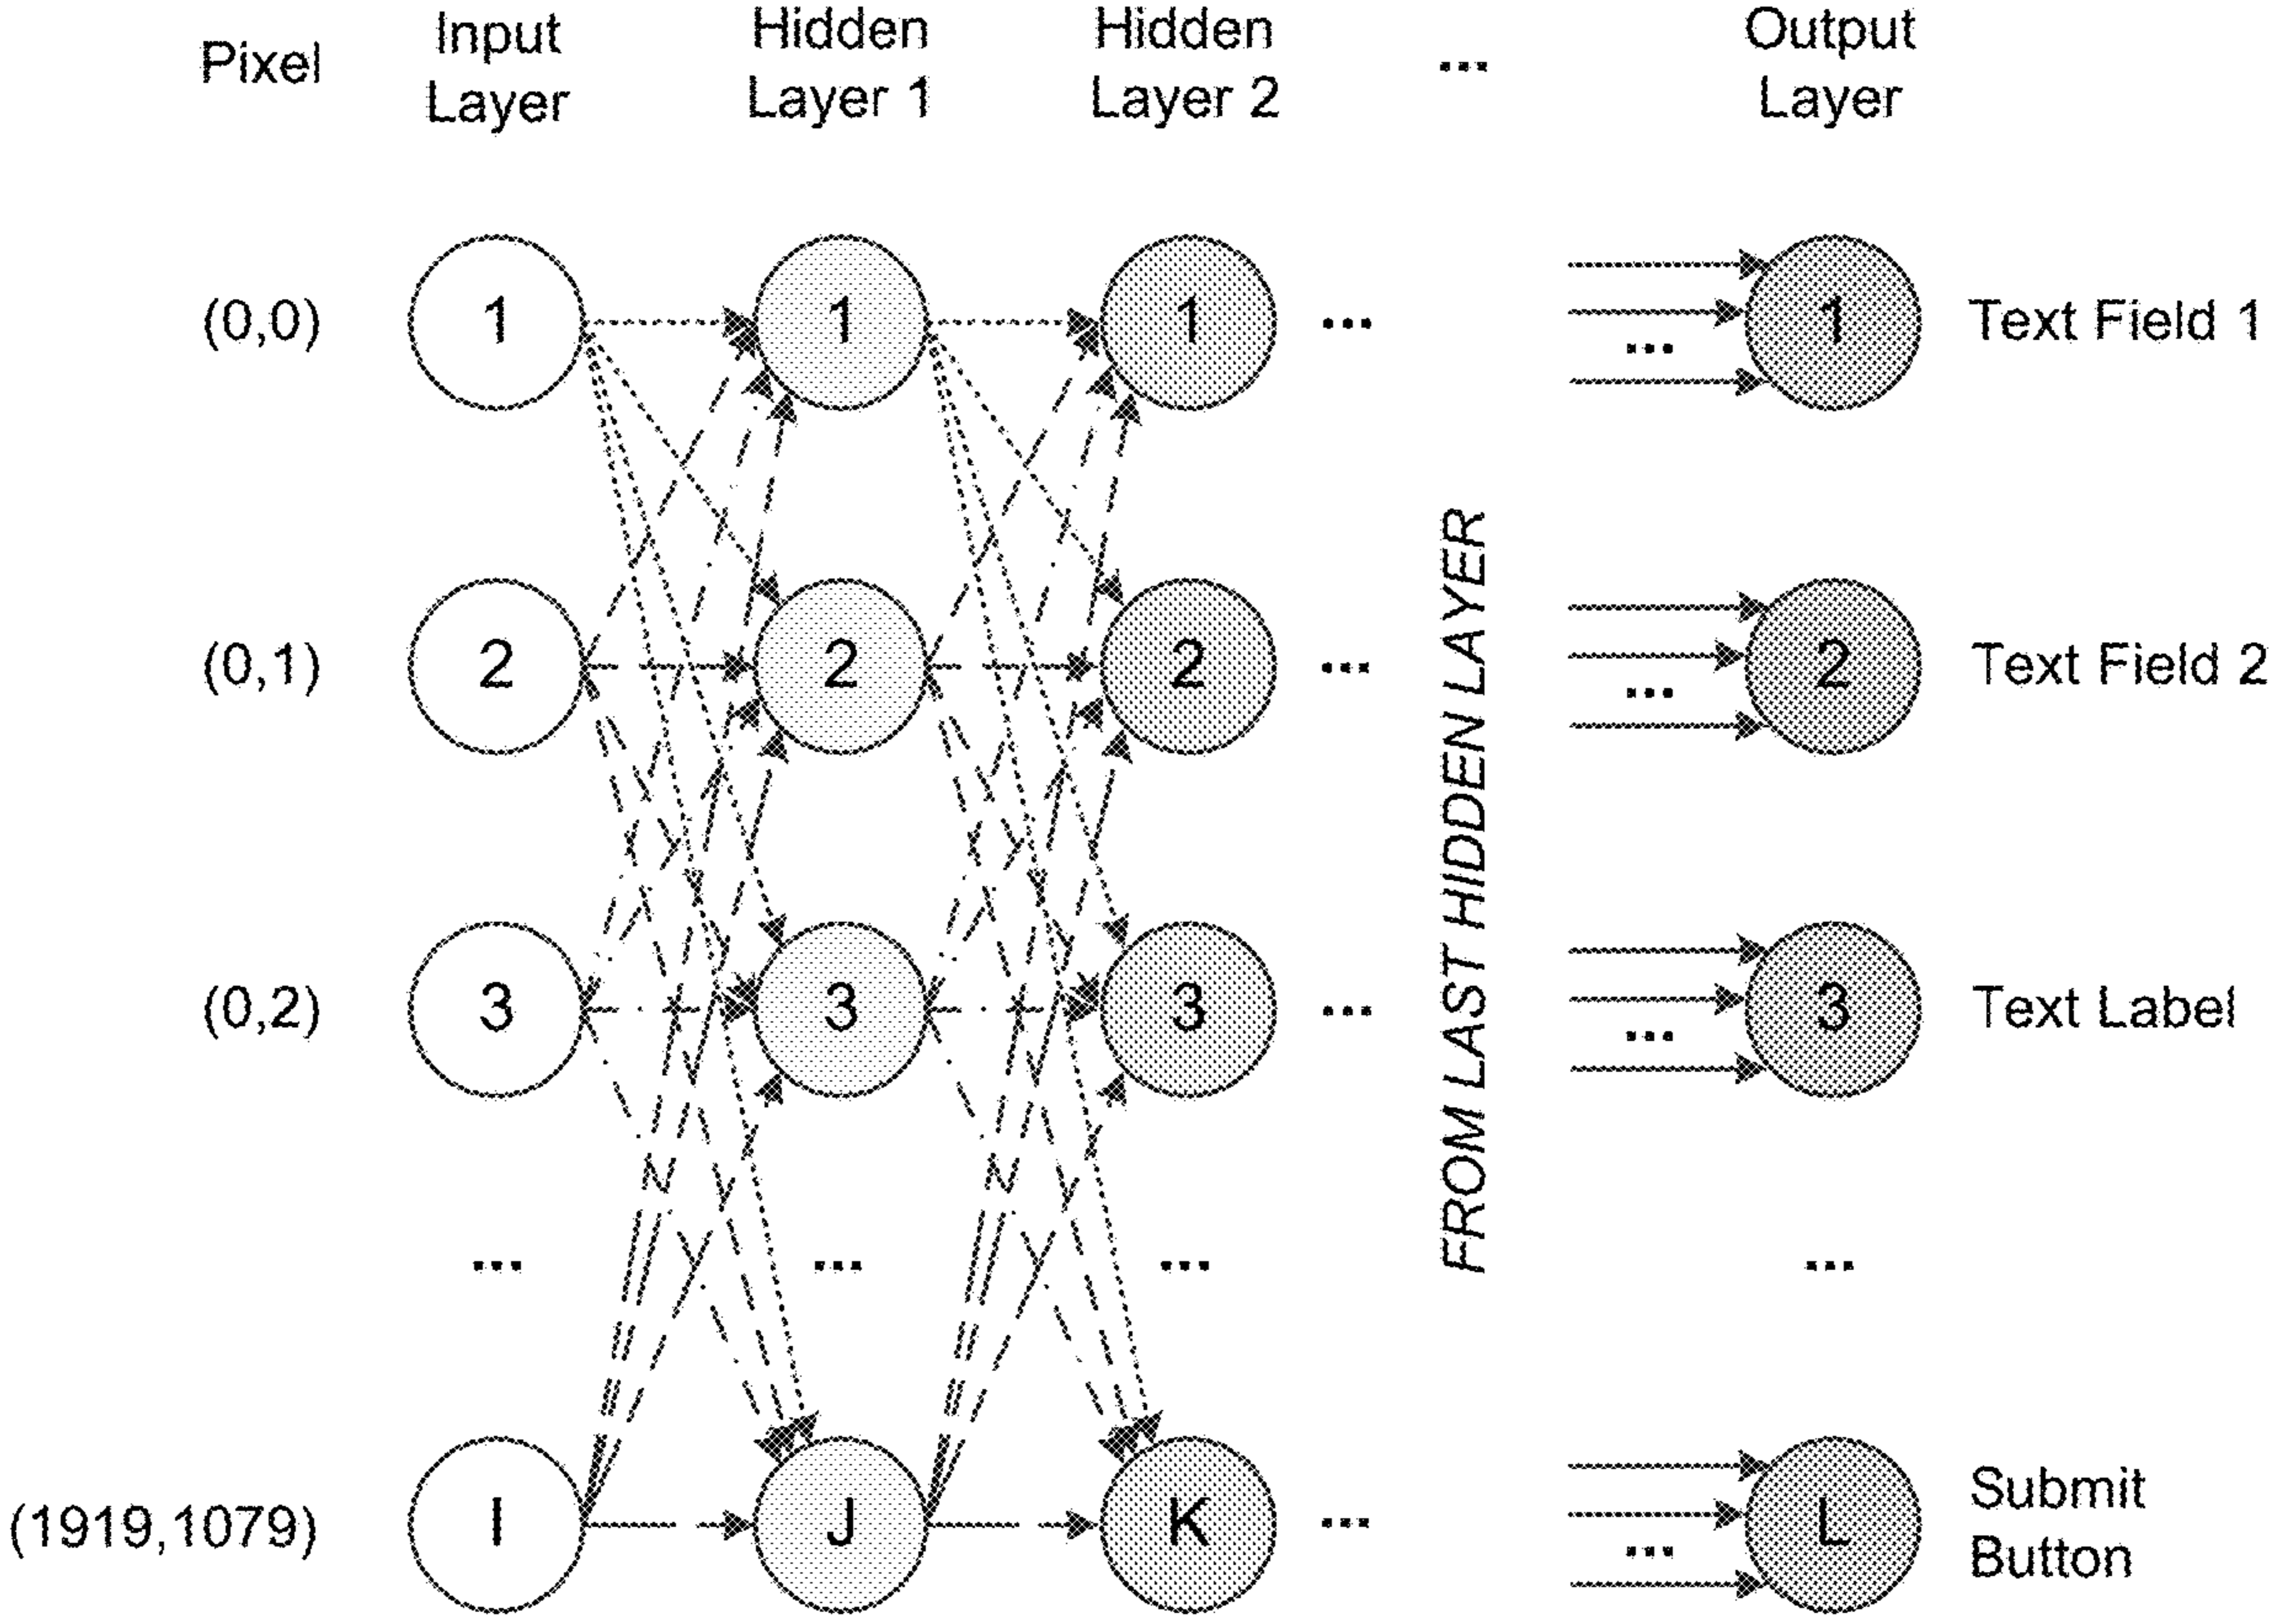 Pixel
Input
Layer
Hidden
Layer 1
Hidden
Layer 2
...
Output
Layer
(0,0)
1
1
1
...
...
1
Text Field 1
(0,1)
2
2
2
...
...
2
Text Field 2
FROM LAST HIDDEN LAYER
(0,2)
3
3
3
...
...
3
Text Label
...
...
...
...
(1919,1079)
I
J
K
...
...
L
Submit
Button